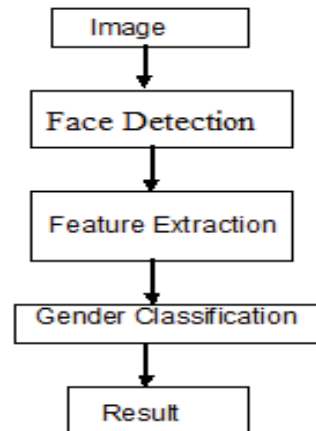 Image
Face Detection
Feature Extraction
Gender Classification
Result